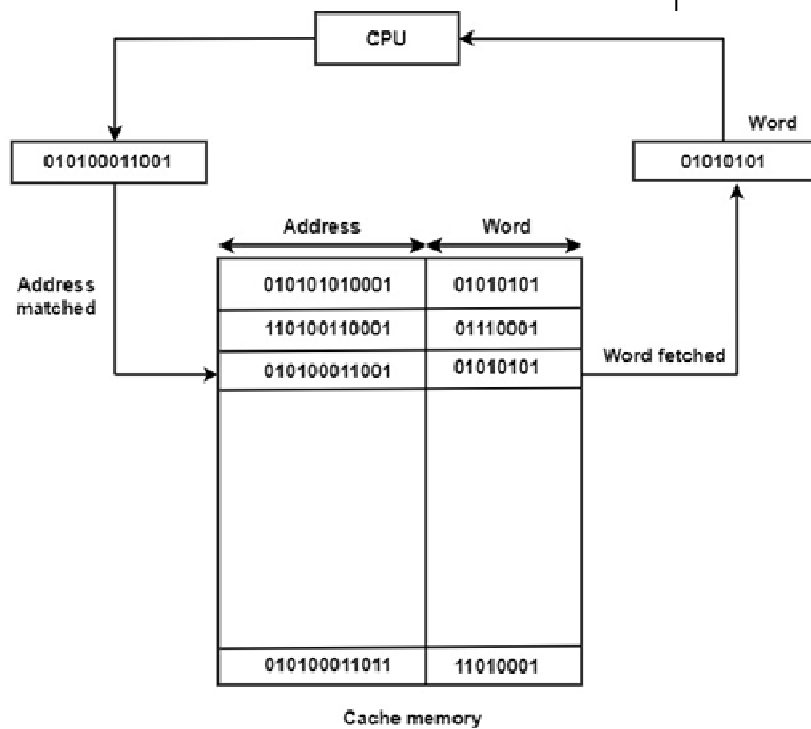 CPU
Word
010100011001
01010101
Address
Word
Address
matched
010101010001
01010101
110100110001
01110001
010100011001
01010101
Word fetched
010100011011
11010001
Cache memory